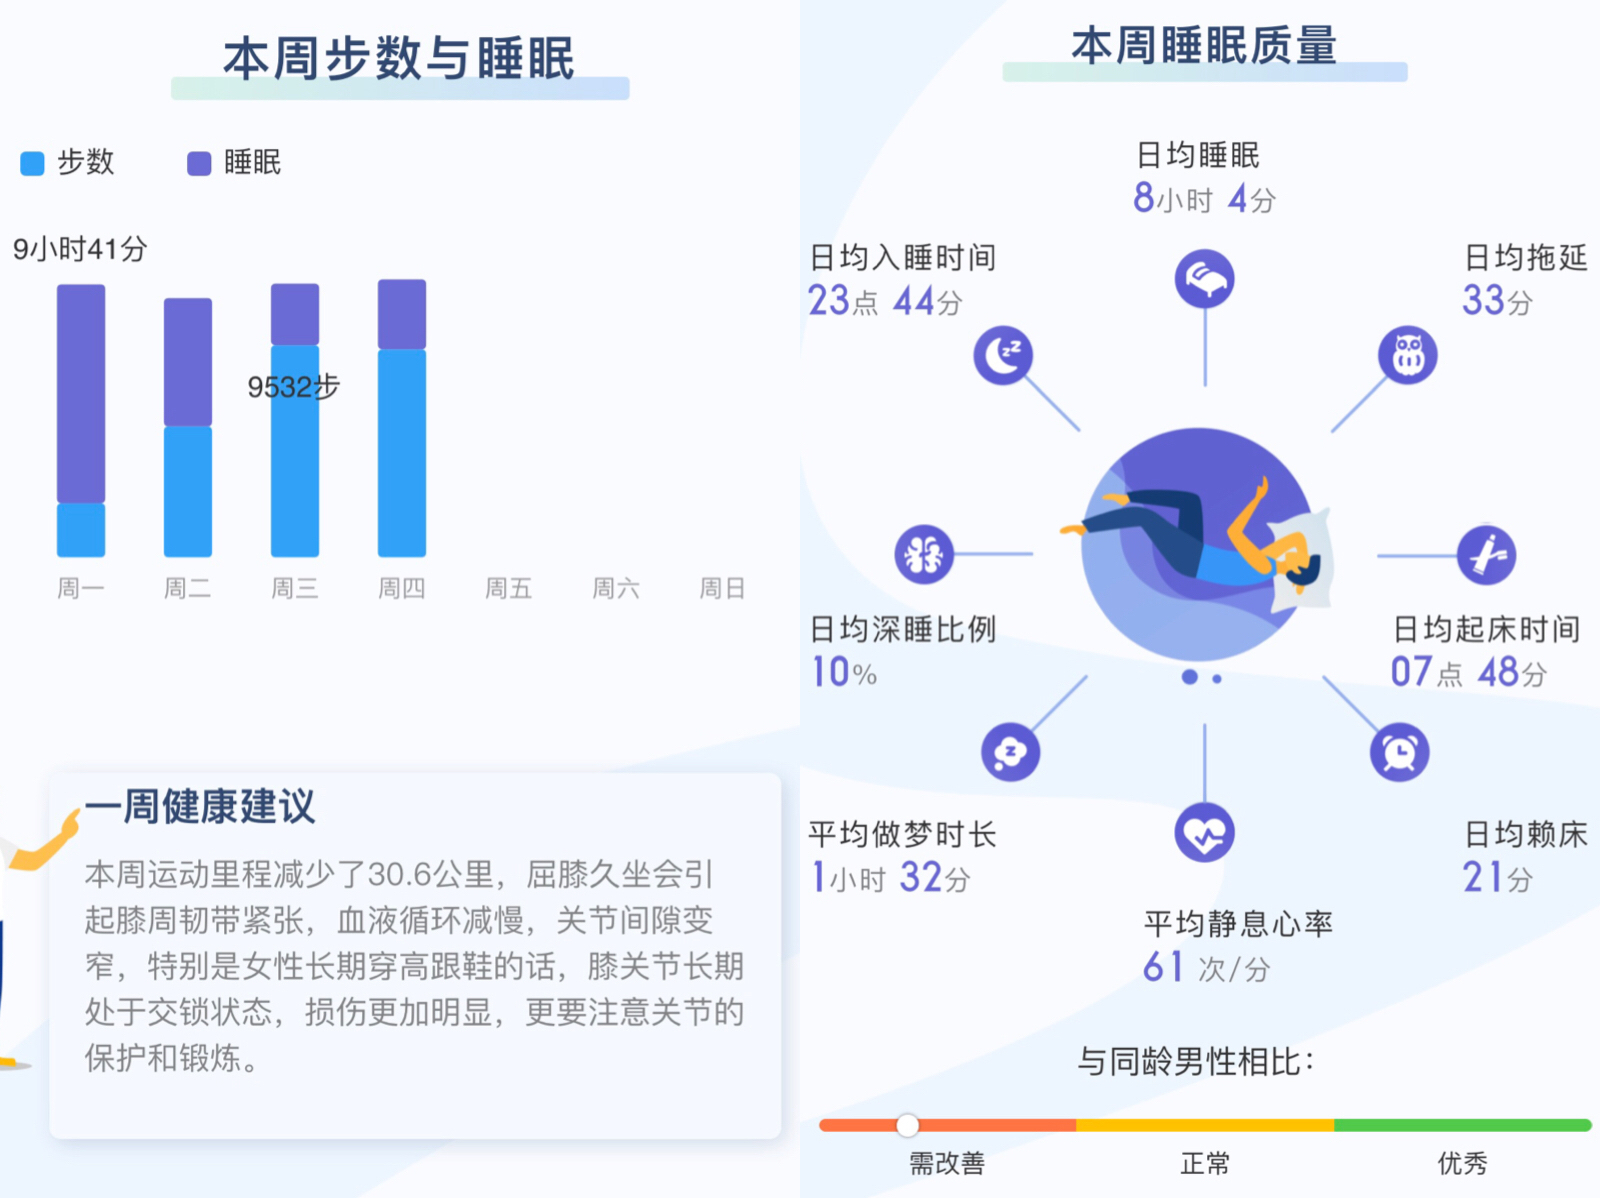 本周步数与睡眠
步数 睡眠
9小时41分
9532步
周一 周二 周三 周四 周五 周六 周日
一周健康建议
本周运动里程减少了30.6公里，屈膝久坐会引
起膝周韧带紧张，血液循环减慢，关节间隙变
窄，特别是女性长期穿高跟鞋的话，膝关节长期
处于交锁状态，损伤更加明显，更要注意关节的
保护和锻炼。
本周睡眠质量
日均睡眠
8小时 4分
日均入睡时间
23点 44分
日均拖延
33分
日均深睡比例
10%
日均起床时间
07点 48分
平均做梦时长
1小时 32分
日均赖床
21分
平均静息心率
61 次/分
与同龄男性相比：
需改善 正常 优秀